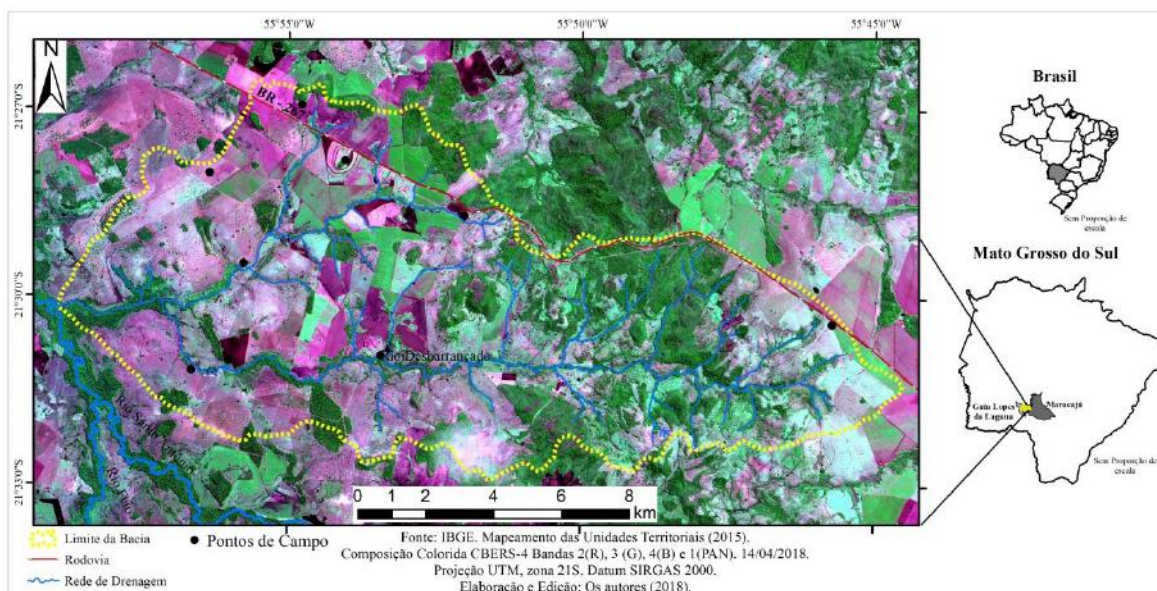 55°55'0"W
55°50'0"W
55°45'0"W
N
21°27'0"S
21°30'0"S
21°33'0"S
BR - 26
Rio Desbarrancado
0 1 2 4 6 8
km
Brasil
Sem Proporção de
escala
Mato Grosso do Sul
Guia Lopes
da Laguna
Maracajú
Sem Proporção de
escala
Limite da Bacia
Pontos de Campo
Rodovia
Rede de Drenagem
Fonte: IBGE. Mapeamento das Unidades Territoriais (2015).
Composição Colorida CBERS-4 Bandas 2(R), 3 (G), 4(B) e 1(PAN). 14/04/2018.
Projeção UTM, zona 21S. Datum SIRGAS 2000.
Elaboração e Edição: Os autores (2018).